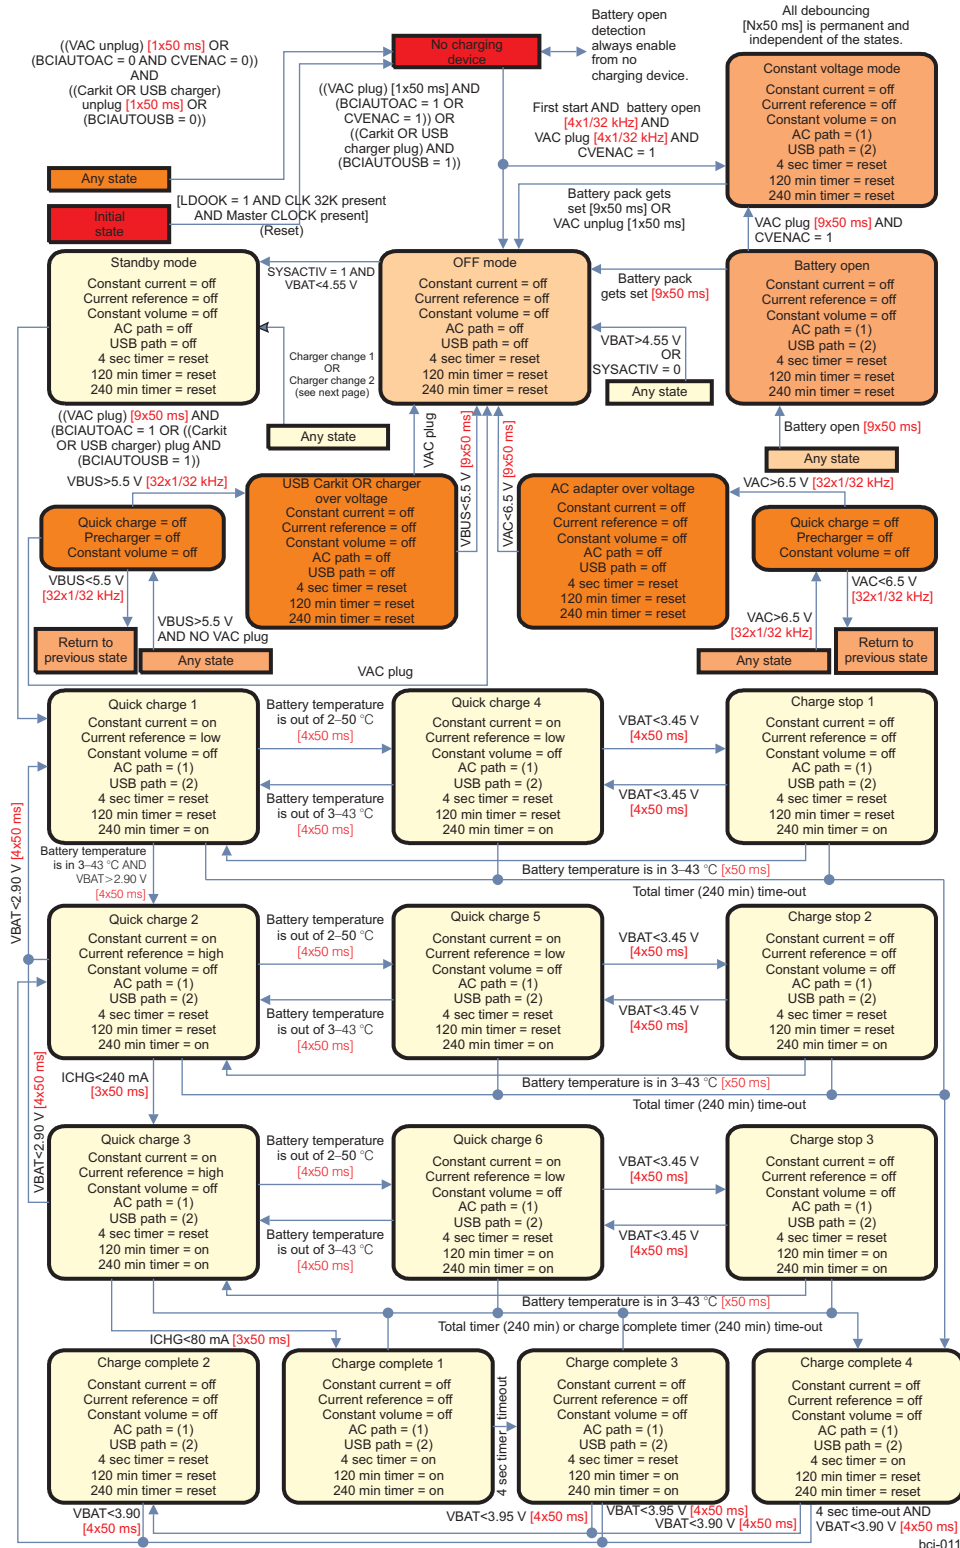 All debouncing
[Nx50 ms] is permanent and
independent of the states.
((VAC unplug) [1x50 ms] OR
(BCIAUTOAC = 0 AND CVENAC = 0))
AND
((Carkit OR USB charger)
unplug [1x50 ms] OR
(BCIAUTOUSB = 0))
No charging
device
Battery open
detection
always enable
from no
charging device.
((VAC plug) [1x50 ms] AND
(BCIAUTOAC = 1 OR
CVENAC = 1)) OR
((Carkit OR USB
charger plug) AND
(BCIAUTOUSB = 1))
First start AND battery open
[4x1/32 kHz] AND
VAC plug [4x1/32 kHz] AND
CVENAC = 1
Constant voltage mode
Constant current = off
Current reference = off
Constant volume = on
AC path = (1)
USB path = (2)
4 sec timer = reset
120 min timer = reset
240 min timer = reset
Any state
Initial
state
[LDOOK = 1 AND CLK 32K present
AND Master CLOCK present]
(Reset)
Battery pack gets
set [9x50 ms] OR
VAC unplug [1x50 ms]
VAC plug [9x50 ms] AND
CVENAC = 1
Standby mode
Constant current = off
Current reference = off
Constant volume = off
AC path = off
USB path = off
4 sec timer = reset
120 min timer = reset
240 min timer = reset
SYSACTIV = 1 AND
VBAT<4.55 V
OFF mode
Constant current = off
Current reference = off
Constant volume = off
AC path = off
USB path = off
4 sec timer = reset
120 min timer = reset
240 min timer = reset
Battery pack
gets set [9x50 ms]
Battery open
Constant current = off
Current reference = off
Constant volume = off
AC path = (1)
USB path = (2)
4 sec timer = reset
120 min timer = reset
240 min timer = reset
VBAT>4.55 V
OR
SYSACTIV = 0
Any state
Charger change 1
OR
Charger change 2
(see next page)
Any state
((VAC plug) [9x50 ms] AND
(BCIAUTOAC = 1 OR ((Carkit
OR USB charger) plug AND
(BCIAUTOUSB = 1))
VAC plug
VBUS<5.5 V [9x50 ms]
VAC<6.5 V [9x50 ms]
Battery open [9x50 ms]
Any state
VBUS>5.5 V [32x1/32 kHz]
VAC>6.5 V [32x1/32 kHz]
USB Carkit OR charger
over voltage
Constant current = off
Current reference = off
Constant volume = off
AC path = off
USB path = off
4 sec timer = reset
120 min timer = reset
240 min timer = reset
AC adapter over voltage
Constant current = off
Current reference = off
Constant volume = off
AC path = off
USB path = off
4 sec timer = reset
120 min timer = reset
240 min timer = reset
Quick charge = off
Precharger = off
Constant volume = off
Quick charge = off
Precharger = off
Constant volume = off
VBUS<5.5 V
[32x1/32 kHz]
VBUS>5.5 V
AND NO VAC plug
Return to
previous state
Any state
VAC<6.5 V
[32x1/32 kHz]
VAC>6.5 V
[32x1/32 kHz]
Any state
Return to
previous state
VAC plug
Quick charge 1
Constant current = on
Current reference = low
Constant volume = off
AC path = (1)
USB path = (2)
4 sec timer = reset
120 min timer = reset
240 min timer = on
Battery temperature
is out of 2–50 °C
[4x50 ms]
Battery temperature
is out of 3–43 °C
[4x50 ms]
Quick charge 4
Constant current = on
Current reference = low
Constant volume = off
AC path = (1)
USB path = (2)
4 sec timer = reset
120 min timer = reset
240 min timer = on
VBAT<3.45 V
[4x50 ms]
VBAT<3.45 V
[4x50 ms]
Charge stop 1
Constant current = off
Current reference = off
Constant volume = off
AC path = (1)
USB path = (2)
4 sec timer = reset
120 min timer = reset
240 min timer = on
VBAT<2.90 V [4x50 ms]
Battery temperature
is in 3–43 °C AND
VBAT>2.90 V
[4x50 ms]
Battery temperature is in 3–43 °C [x50 ms]
Total timer (240 min) time-out
Quick charge 2
Constant current = on
Current reference = high
Constant volume = off
AC path = (1)
USB path = (2)
4 sec timer = reset
120 min timer = reset
240 min timer = on
Battery temperature
is out of 2–50 °C
[4x50 ms]
Battery temperature
is out of 3–43 °C
[4x50 ms]
Quick charge 5
Constant current = on
Current reference = low
Constant volume = off
AC path = (1)
USB path = (2)
4 sec timer = reset
120 min timer = reset
240 min timer = on
VBAT<3.45 V
[4x50 ms]
VBAT<3.45 V
[4x50 ms]
Charge stop 2
Constant current = off
Current reference = off
Constant volume = off
AC path = (1)
USB path = (2)
4 sec timer = reset
120 min timer = reset
240 min timer = on
VBAT<2.90 V [4x50 ms]
ICHG<240 mA
[3x50 ms]
Battery temperature is in 3–43 °C [x50 ms]
Total timer (240 min) time-out
Quick charge 3
Constant current = on
Current reference = high
Constant volume = off
AC path = (1)
USB path = (2)
4 sec timer = reset
120 min timer = on
240 min timer = on
Battery temperature
is out of 2–50 °C
[4x50 ms]
Battery temperature
is out of 3–43 °C
[4x50 ms]
Quick charge 6
Constant current = on
Current reference = low
Constant volume = off
AC path = (1)
USB path = (2)
4 sec timer = reset
120 min timer = on
240 min timer = on
VBAT<3.45 V
[4x50 ms]
VBAT<3.45 V
[4x50 ms]
Charge stop 3
Constant current = off
Current reference = off
Constant volume = off
AC path = (1)
USB path = (2)
4 sec timer = reset
120 min timer = on
240 min timer = on
Battery temperature is in 3–43 °C [x50 ms]
Total timer (240 min) or charge complete timer (240 min) time-out
ICHG<80 mA [3x50 ms]
Charge complete 2
Constant current = off
Current reference = off
Constant volume = off
AC path = (1)
USB path = (2)
4 sec timer = reset
120 min timer = reset
240 min timer = reset
Charge complete 1
Constant current = off
Current reference = off
Constant volume = off
AC path = (1)
USB path = (2)
4 sec timer = on
120 min timer = on
240 min timer = on
4 sec timer timeout
Charge complete 3
Constant current = off
Current reference = off
Constant volume = off
AC path = (1)
USB path = (2)
4 sec timer = reset
120 min timer = on
240 min timer = on
Charge complete 4
Constant current = off
Current reference = off
Constant volume = off
AC path = (1)
USB path = (2)
4 sec timer = on
120 min timer = reset
240 min timer = reset
VBAT<3.90
[4x50 ms]
VBAT<3.95 V [4x50 ms]
VBAT<3.95 V [4x50 ms]
VBAT<3.90 V [4x50 ms]
4 sec time-out AND
VBAT<3.90 V [4x50 ms]
bci-011